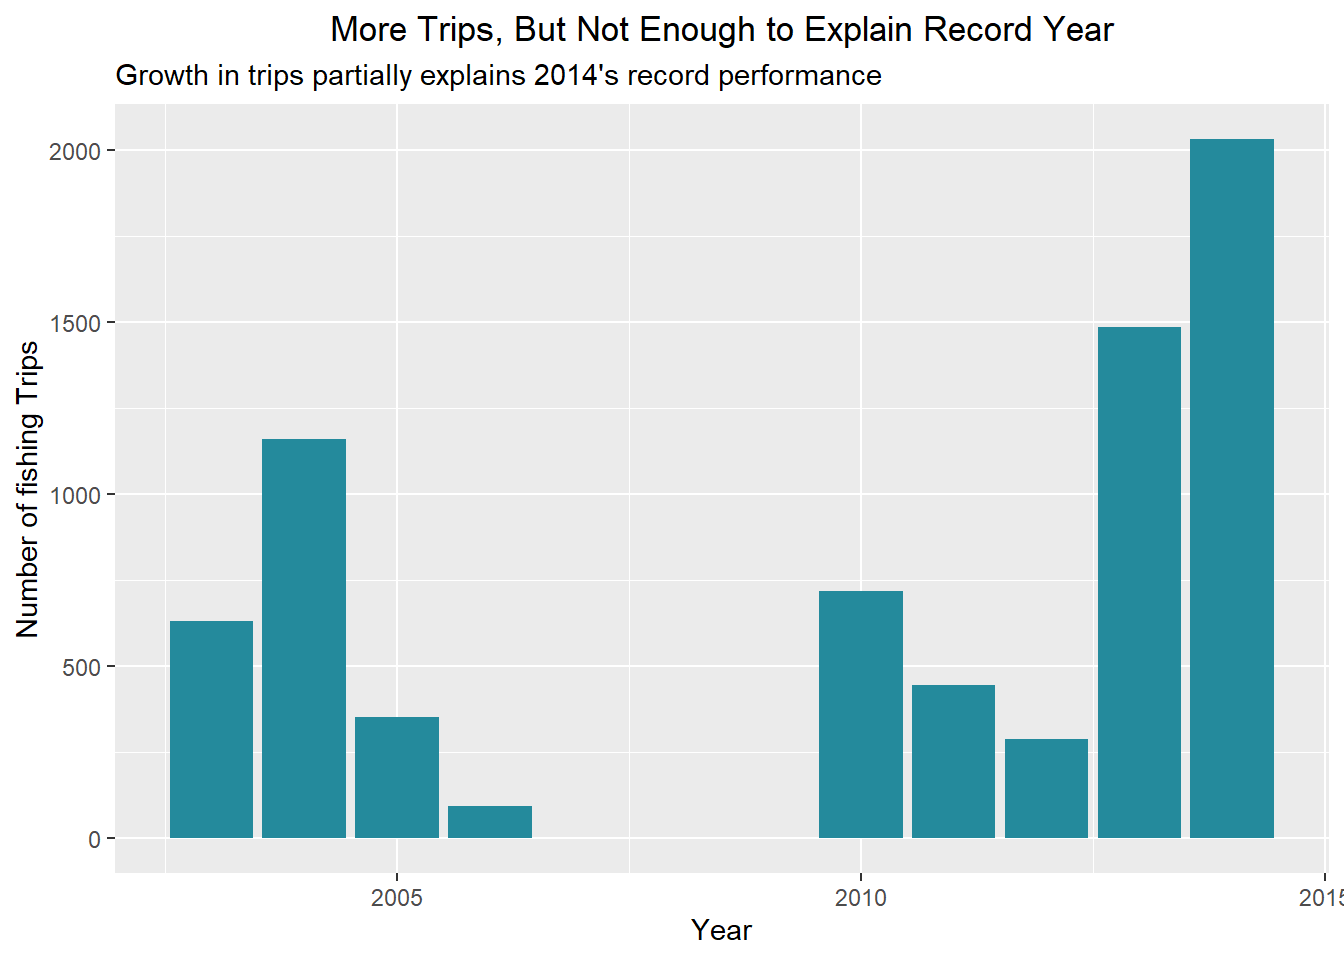 More Trips, But Not Enough to Explain Record Year
Growth in trips partially explains 2014's record performance
2000
1500
1000
500
0
Number of fishing Trips
2005
2010
2015
Year